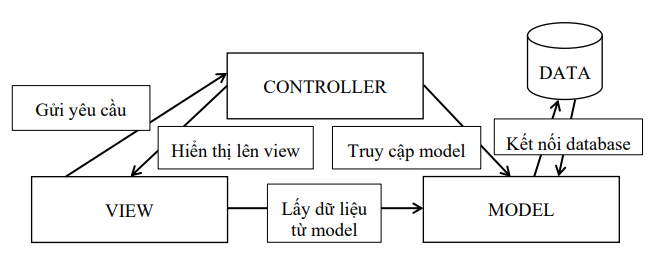 CONTROLLER
DATA
Gửi yêu cầu
Hiển thị lên view
Truy cập model
Kết nối database
VIEW
Lấy dữ liệu
từ model
MODEL